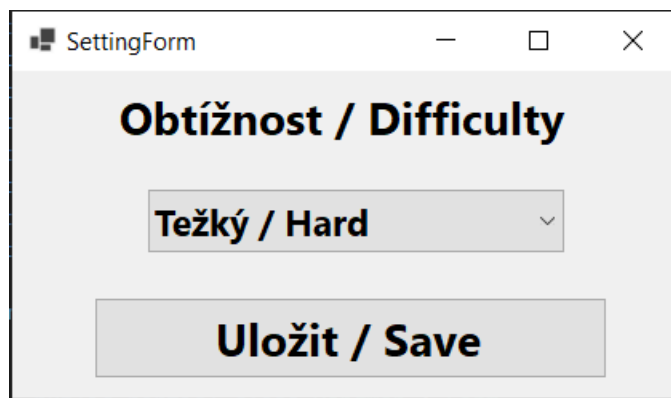 SettingForm
Obtížnost / Difficulty
Težký / Hard
Uložit / Save